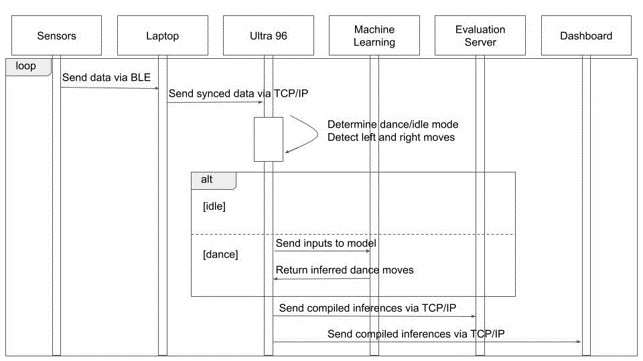 Sensors
Laptop
Ultra 96
Machine
Learning
Evaluation
Server
Dashboard
loop
Send data via BLE
Send synced data via TCP/IP
Determine dance/idle mode
Detect left and right moves
alt
[idle]
[dance]
Send inputs to model
Return inferred dance moves
Send compiled inferences via TCP/IP
Send compiled inferences via TCP/IP